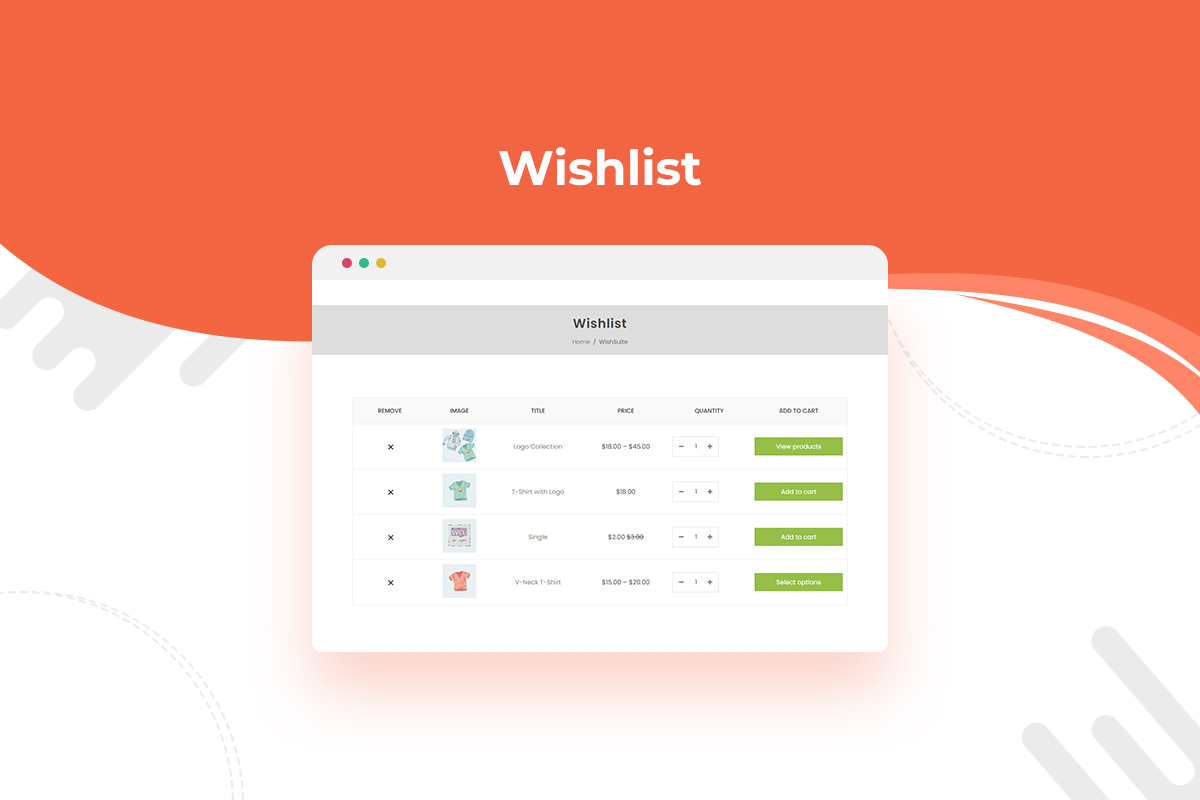 Wishlist
Wishlist
Home / WishSuite
REMOVE IMAGE TITLE PRICE QUANTITY ADD TO CART
× Logo Collection $18.00 – $45.00 − 1 + View products
× T-Shirt with Logo $18.00 − 1 + Add to cart
× Single $2.00 $3.00 − 1 + Add to cart
× V-Neck T-Shirt $15.00 – $20.00 − 1 + Select options